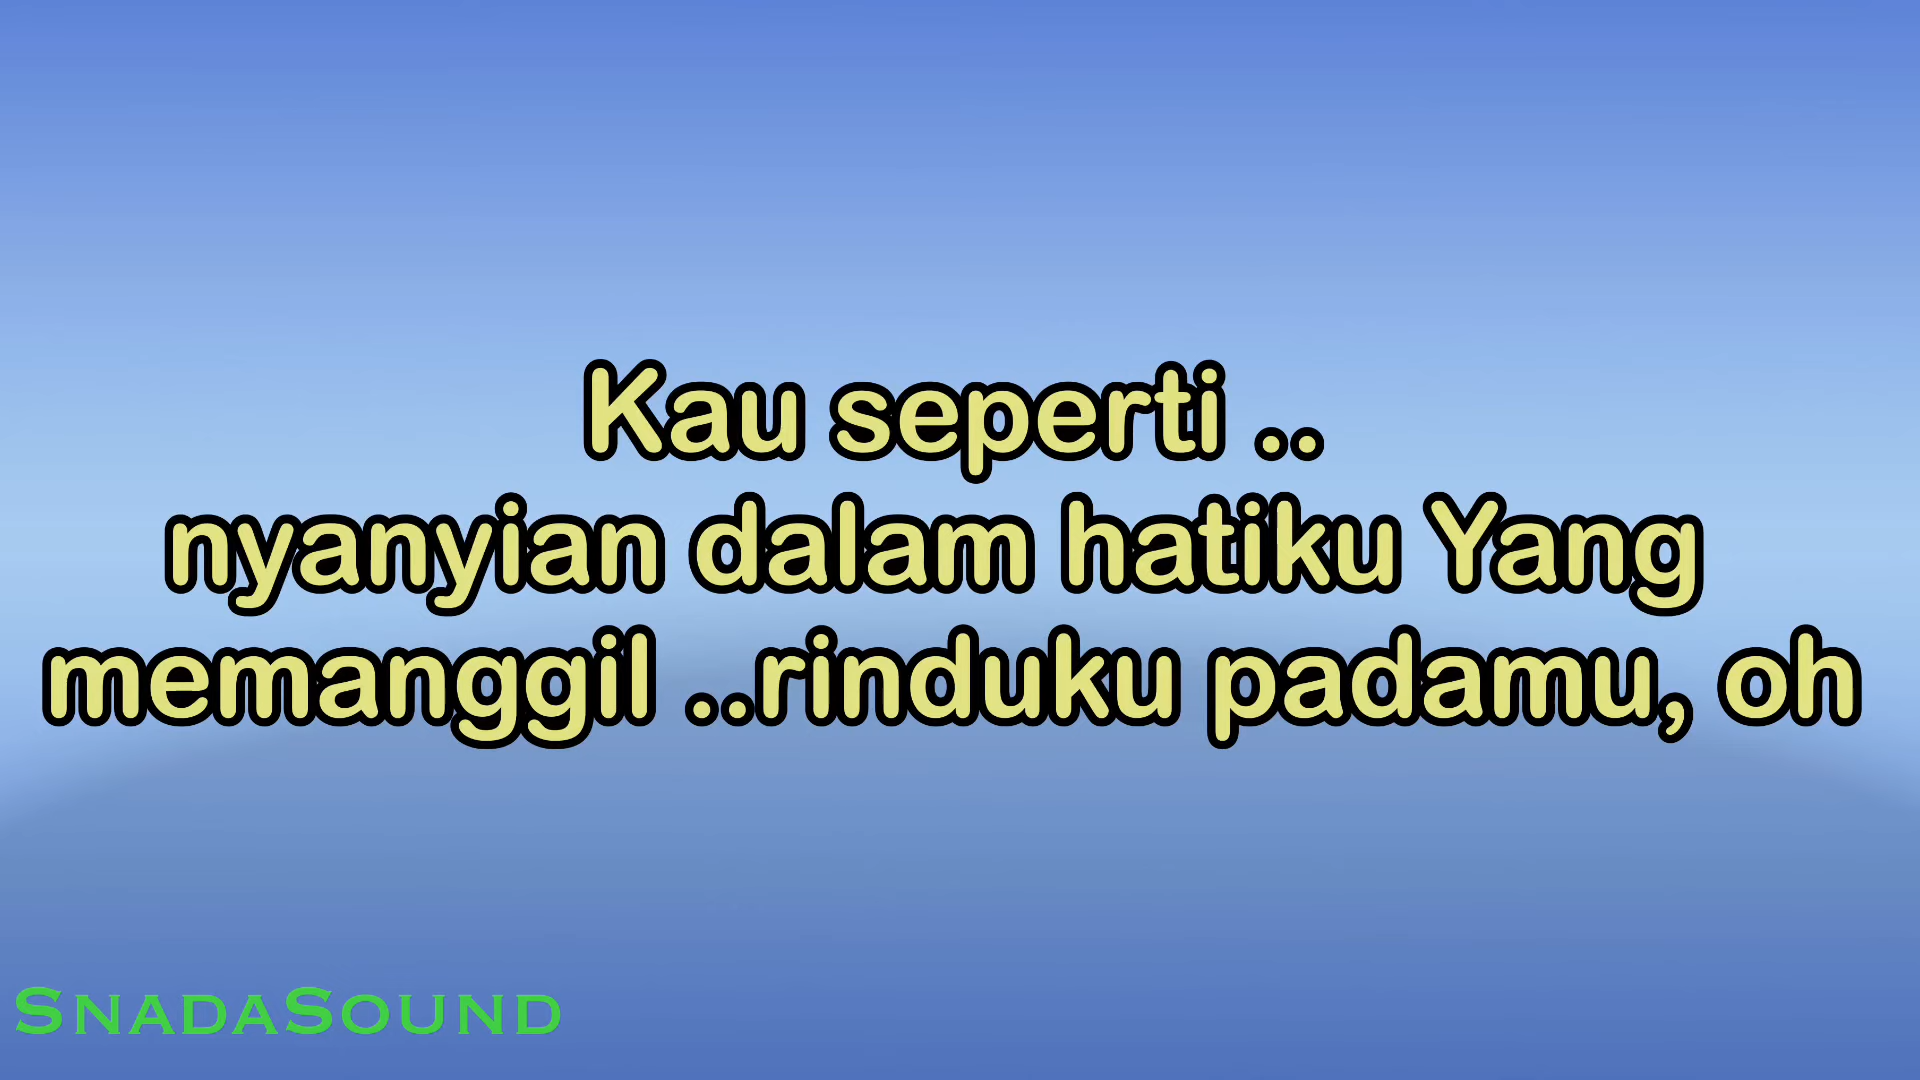 Kau seperti ..
nyanyian dalam hatiku Yang
memanggil ..rinduku padamu, oh
SNADASOUND